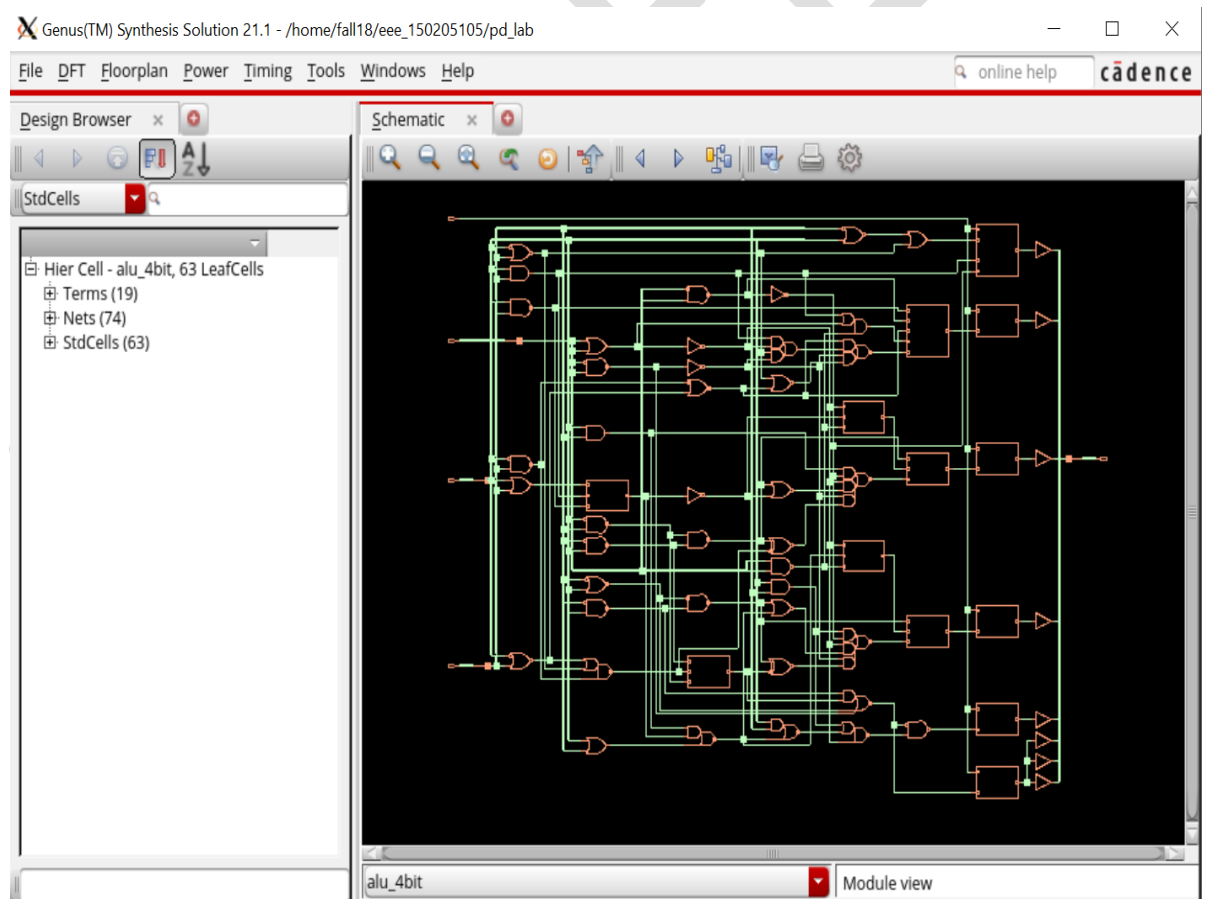 Genus(TM) Synthesis Solution 21.1 - /home/fall18/eee_150205105/pd_lab
File DFT Floorplan Power Timing Tools Windows Help
online help
cādence
Design Browser
Schematic
A
Z
StdCells
Hier Cell - alu_4bit, 63 LeafCells
Terms (19)
Nets (74)
StdCells (63)
alu_4bit
Module view